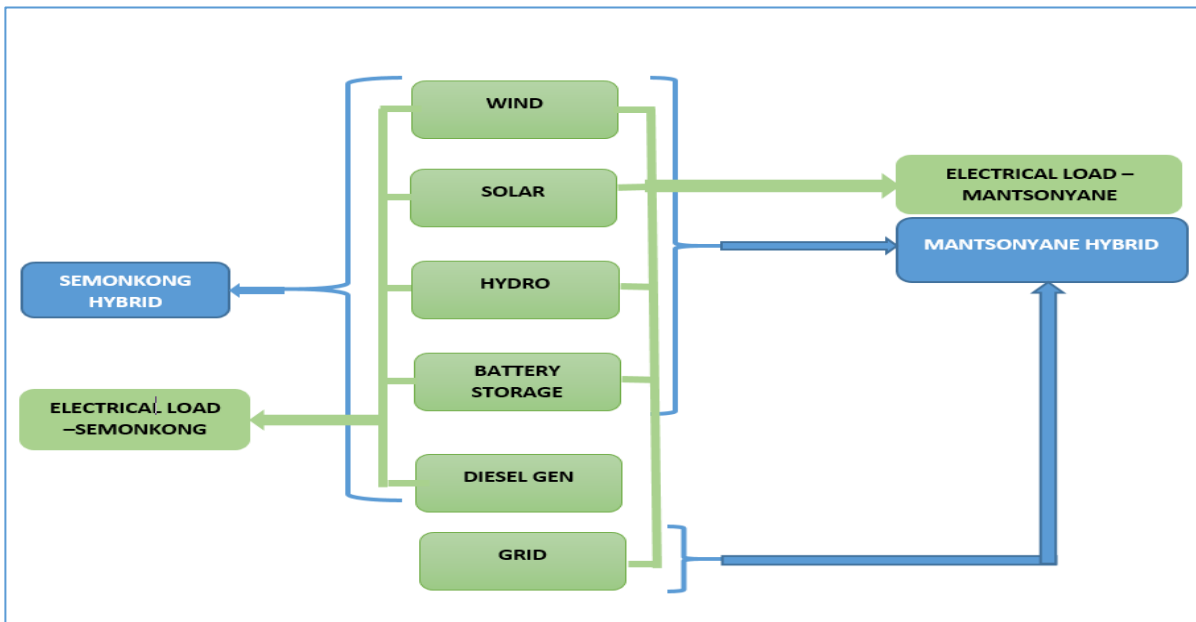 WIND
SOLAR
HYDRO
BATTERY
STORAGE
DIESEL GEN
GRID
SEMONKONG
HYBRID
ELECTRICAL LOAD
–SEMONKONG
ELECTRICAL LOAD –
MANTSONYANE
MANTSONYANE HYBRID